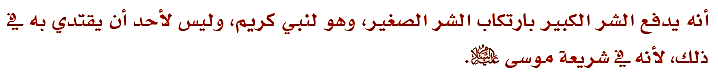 أنه يدفع الشر الكبير بارتكاب الشر الصغير، وهو لنبي كريم، وليس لأحد أن يقتدي به في
ذلك، لأنه في شريعة موسى عليه السلام.